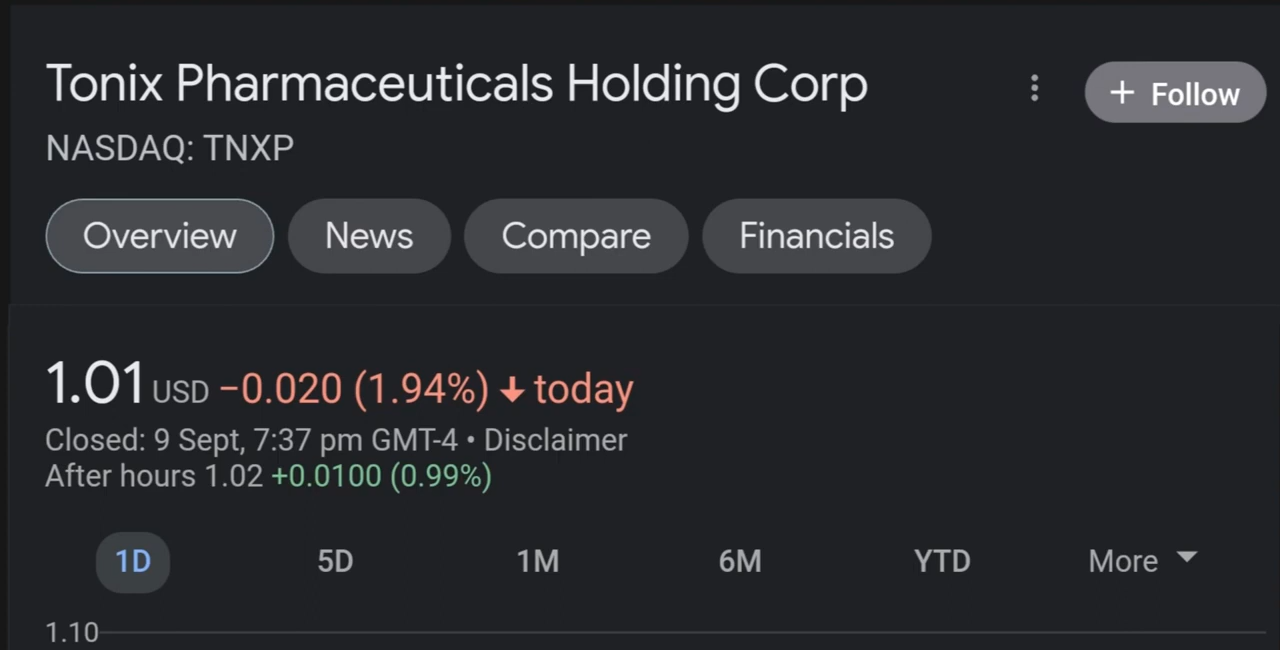 Tonix Pharmaceuticals Holding Corp
+ Follow
NASDAQ: TNXP
Overview News Compare Financials
1.01 USD −0.020 (1.94%) ↓ today
Closed: 9 Sept, 7:37 pm GMT-4 • Disclaimer
After hours 1.02 +0.0100 (0.99%)
1D 5D 1M 6M YTD More
1.10